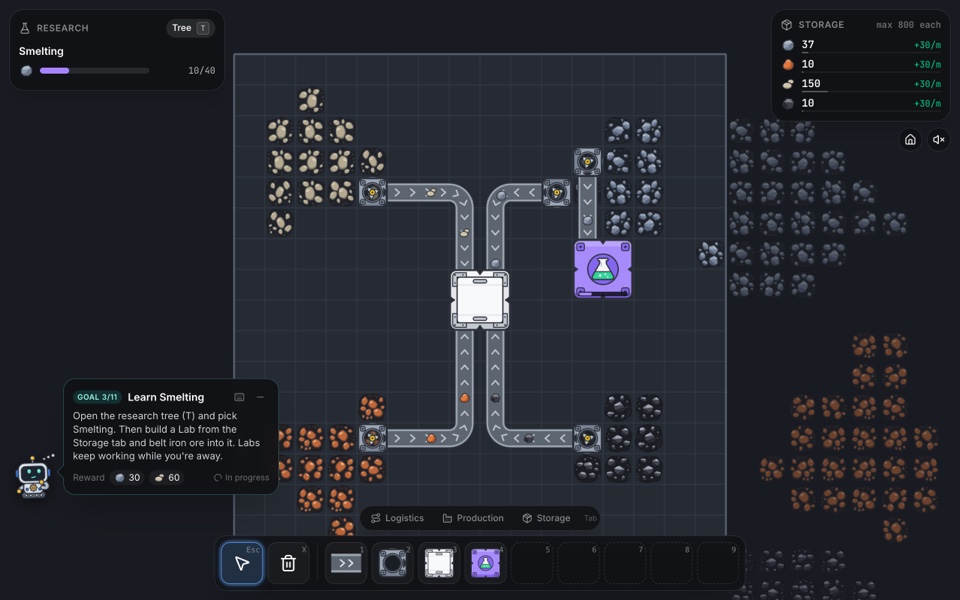 RESEARCH
Tree T
Smelting
10/40
STORAGE
max 800 each
37
+30/m
10
+30/m
150
+30/m
10
+30/m
GOAL 3/11
Learn Smelting
Open the research tree (T) and pick
Smelting. Then build a Lab from the
Storage tab and belt iron ore into it. Labs
keep working while you're away.
Reward 30 60 In progress
Logistics
Production
Storage
Tab
Esc
X
1
2
3
4
5
6
7
8
9